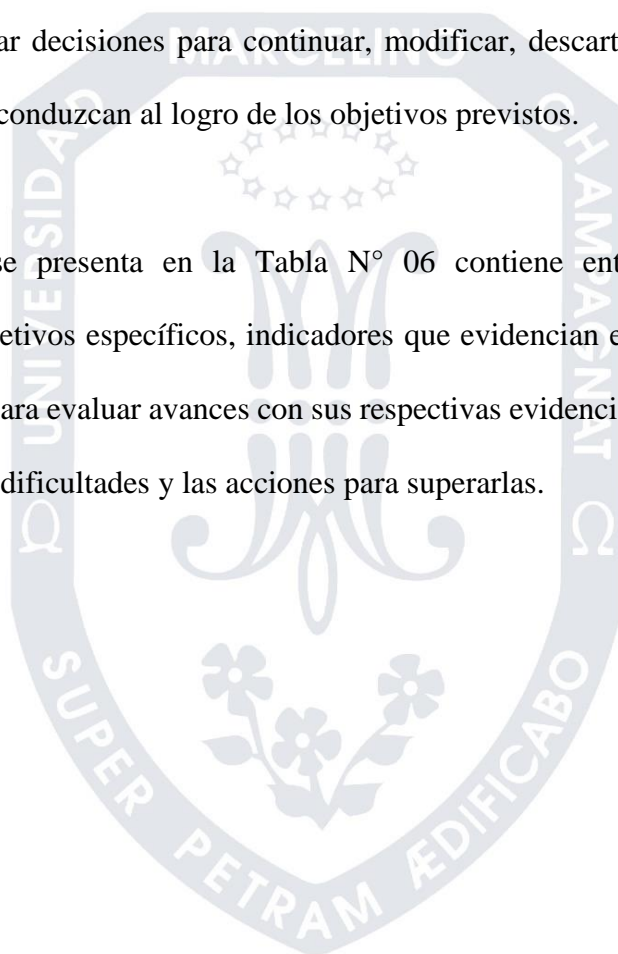 ar decisiones para continuar, modificar, descart
conduzcan al logro de los objetivos previstos.
se presenta en la Tabla N° 06 contiene ent
etivos específicos, indicadores que evidencian e
ara evaluar avances con sus respectivas evidenci
dificultades y las acciones para superarlas.
UNIVERSIDAD MARCELINO CHAMPAGNAT
SUPER PETRAM ÆDIFICABO